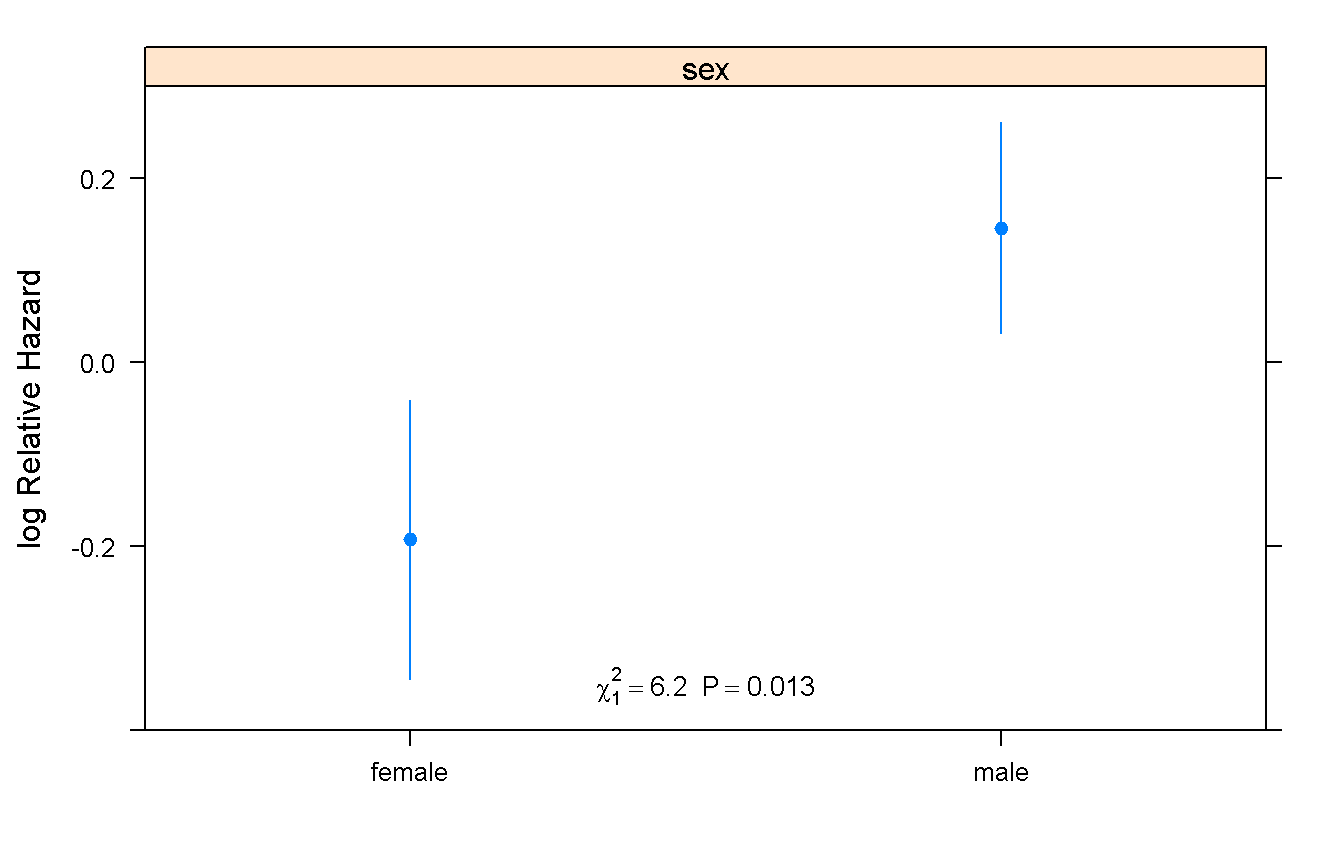 sex
log Relative Hazard
0.2
0.0
-0.2
χ²₁ = 6.2 P = 0.013
female
male